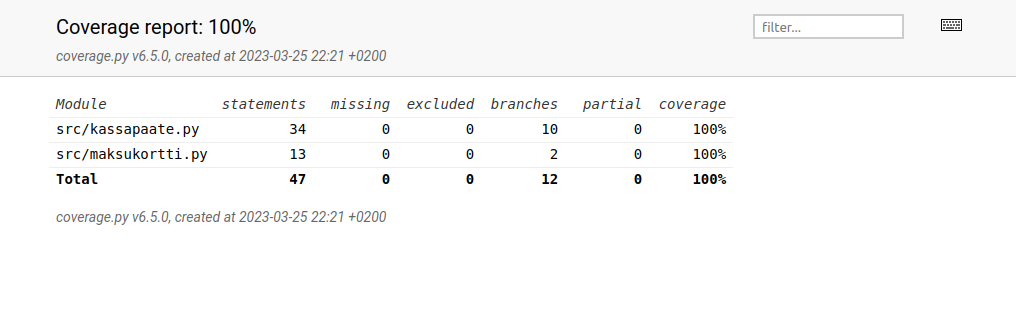 Coverage report: 100%
filter...
coverage.py v6.5.0, created at 2023-03-25 22:21 +0200
Module statements missing excluded branches partial coverage
src/kassapaate.py 34 0 0 10 0 100%
src/maksukortti.py 13 0 0 2 0 100%
Total 47 0 0 12 0 100%
coverage.py v6.5.0, created at 2023-03-25 22:21 +0200